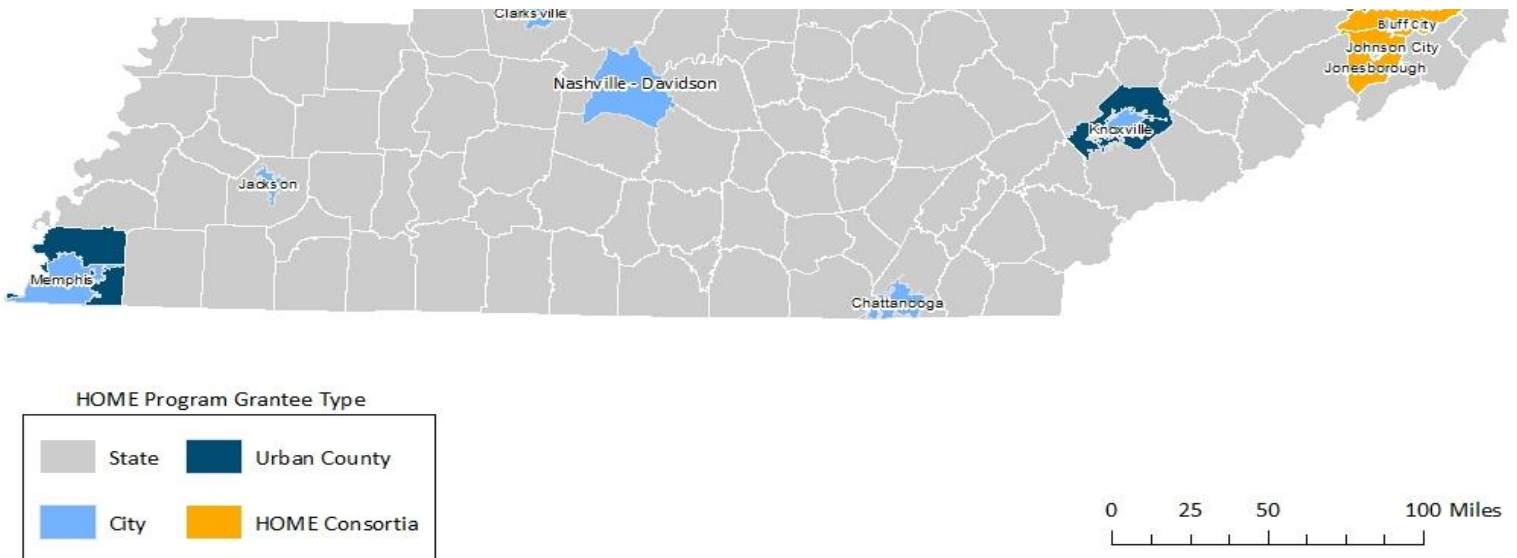 Clarksville
Bluff City
Johnson City
Nashville - Davidson
Jonesborough
Knoxville
Jackson
Memphis
Chattanooga
HOME Program Grantee Type
State
Urban County
City
HOME Consortia
0 25 50 100 Miles